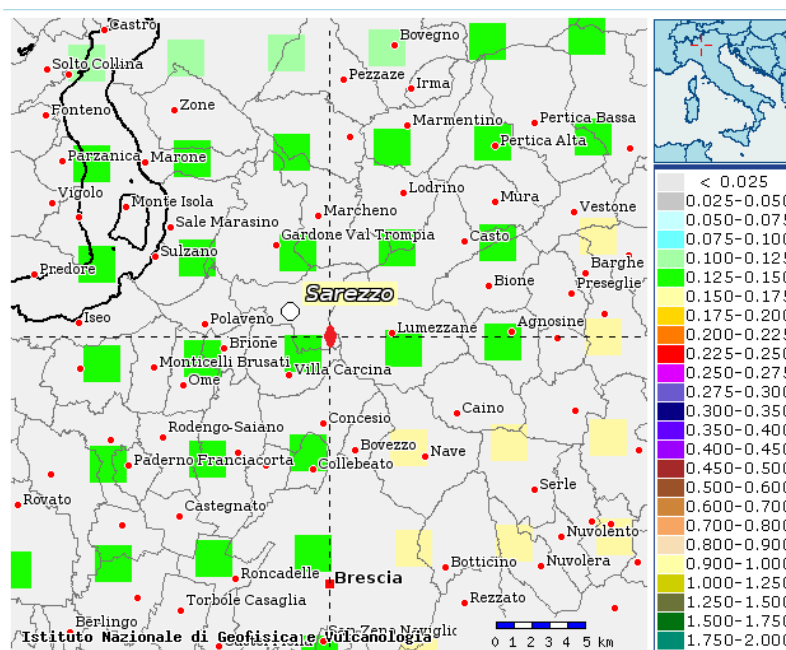 Castro
Bovegno
Solto Collina
Pezzaze
Irma
Fonteno
Zone
Marmentino
Pertica Bassa
Pertica Alta
Parzanica
Marone
Vigolo
Monte Isola
Lodrino
Mura
Vestone
Marcheno
Sale Marasino
Gardone Val Trompia
Casto
Sulzano
Predore
Barghe
Bione
Preseglie
Sarezzo
Iseo
Polaveno
Lumezzane
Agnosine
Brione
Monticelli Brusati
Villa Carcina
Ome
Caino
Concesio
Rodengo-Saiano
Bovezzo
Nave
Paderno Franciacorta
Collebeato
Serle
Rovato
Castegnato
Nuvolento
Botticino
Nuvolera
Roncadelle
Brescia
Torbole Casaglia
Rezzato
Berlingo
Istituto Nazionale di Geofisica e Vulcanologia
0 1 2 3 4 5 km
< 0.025
0.025-0.050
0.050-0.075
0.075-0.100
0.100-0.125
0.125-0.150
0.150-0.175
0.175-0.200
0.200-0.225
0.225-0.250
0.250-0.275
0.275-0.300
0.300-0.350
0.350-0.400
0.400-0.450
0.450-0.500
0.500-0.600
0.600-0.700
0.700-0.800
0.800-0.900
0.900-1.000
1.000-1.250
1.250-1.500
1.500-1.750
1.750-2.000